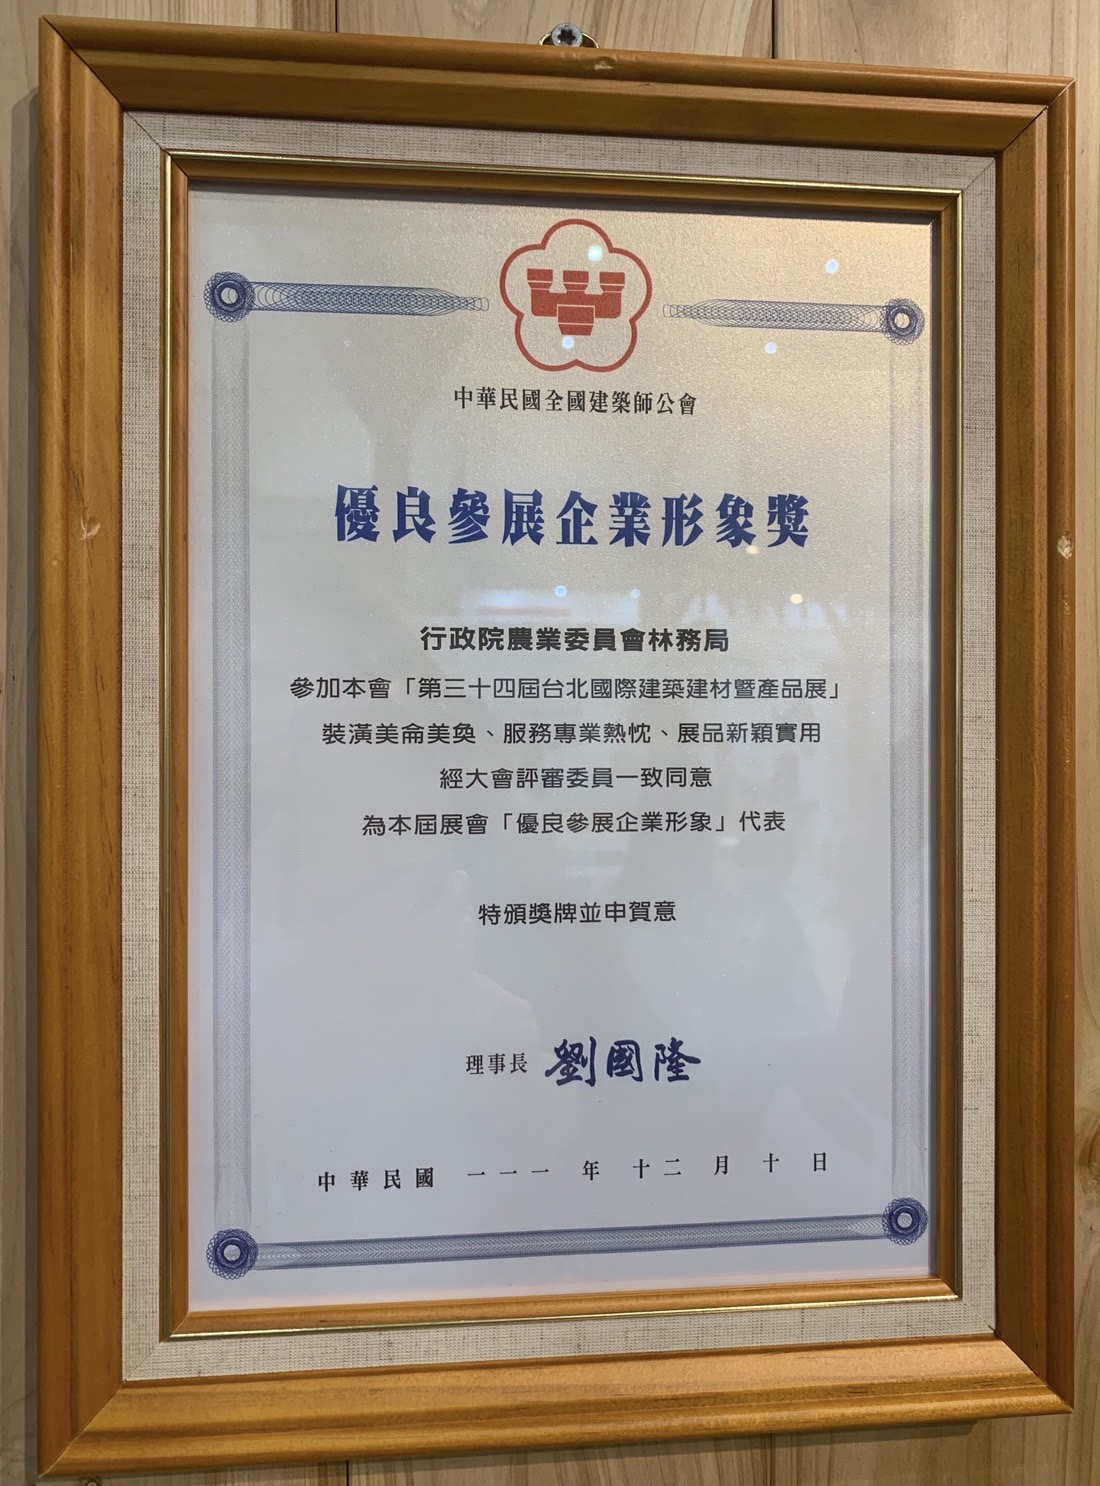 中華民國全國建築師公會
優良參展企業形象獎
行政院農業委員會林務局
參加本會「第三十四屆台北國際建築建材暨產品展」
裝潢美侖美奐、服務專業熱忱、展品新穎實用
經大會評審委員一致同意
為本屆展會「優良參展企業形象」代表
特頒獎牌並申賀意
理事長 劉國隆
中華民國 一一一 年 十二 月 十 日